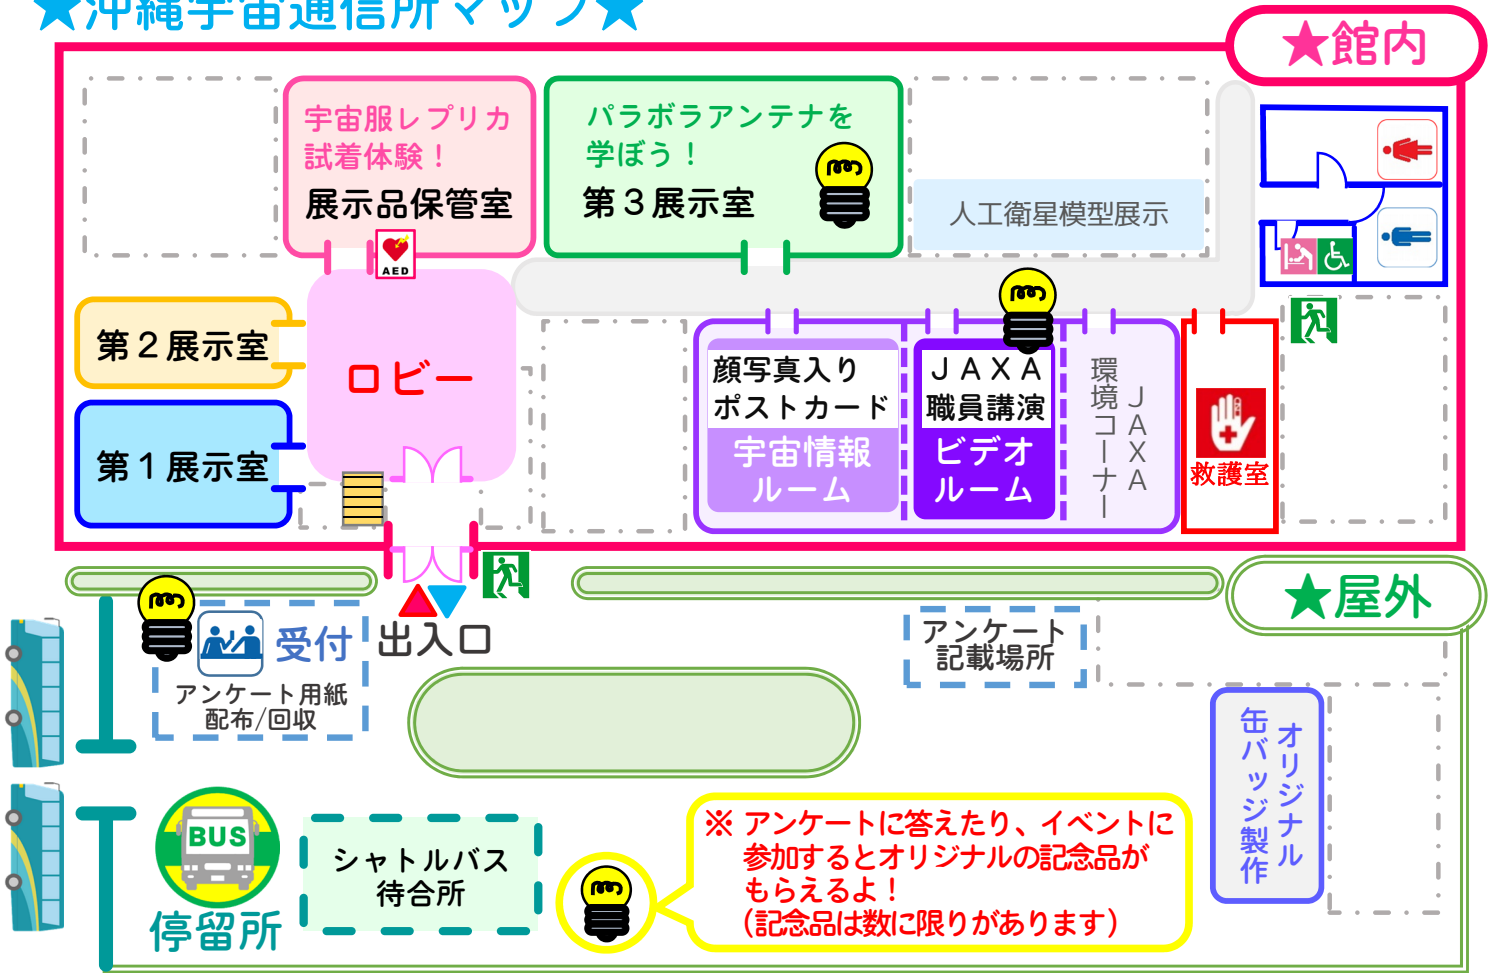 ★沖縄宇宙通信所マップ★
★館内
宇宙服レプリカ
試着体験！
展示品保管室
パラボラアンテナを
学ぼう！
第３展示室
人工衛星模型展示
AED
第２展示室
ロビー
第１展示室
顔写真入り
ポストカード
宇宙情報
ルーム
ＪＡＸＡ
職員講演
ビデオ
ルーム
ＪＡＸＡ
環境コーナー
救護室
★屋外
出入口
受付
アンケート用紙
配布/回収
アンケート
記載場所
オリジナル
缶バッジ製作
BUS
停留所
シャトルバス
待合所
※ アンケートに答えたり、イベントに
参加するとオリジナルの記念品が
もらえるよ！
（記念品は数に限りがあります）